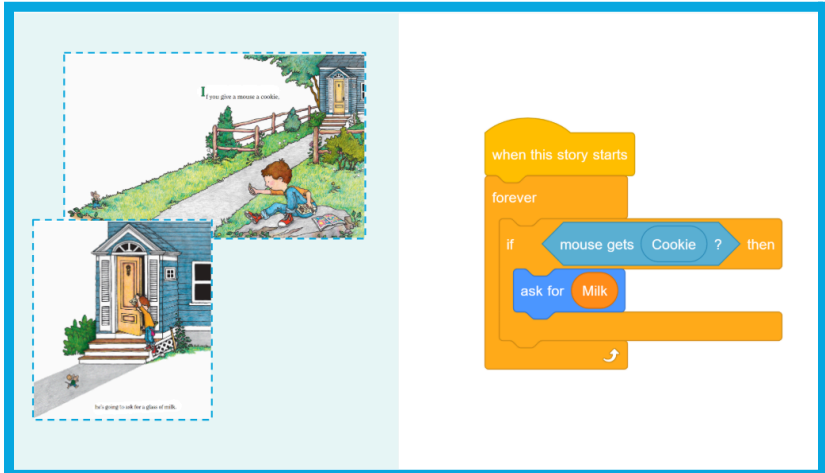 If you give a mouse a cookie,
he's going to ask for a glass of milk.
when this story starts
forever
if mouse gets Cookie ? then
ask for Milk